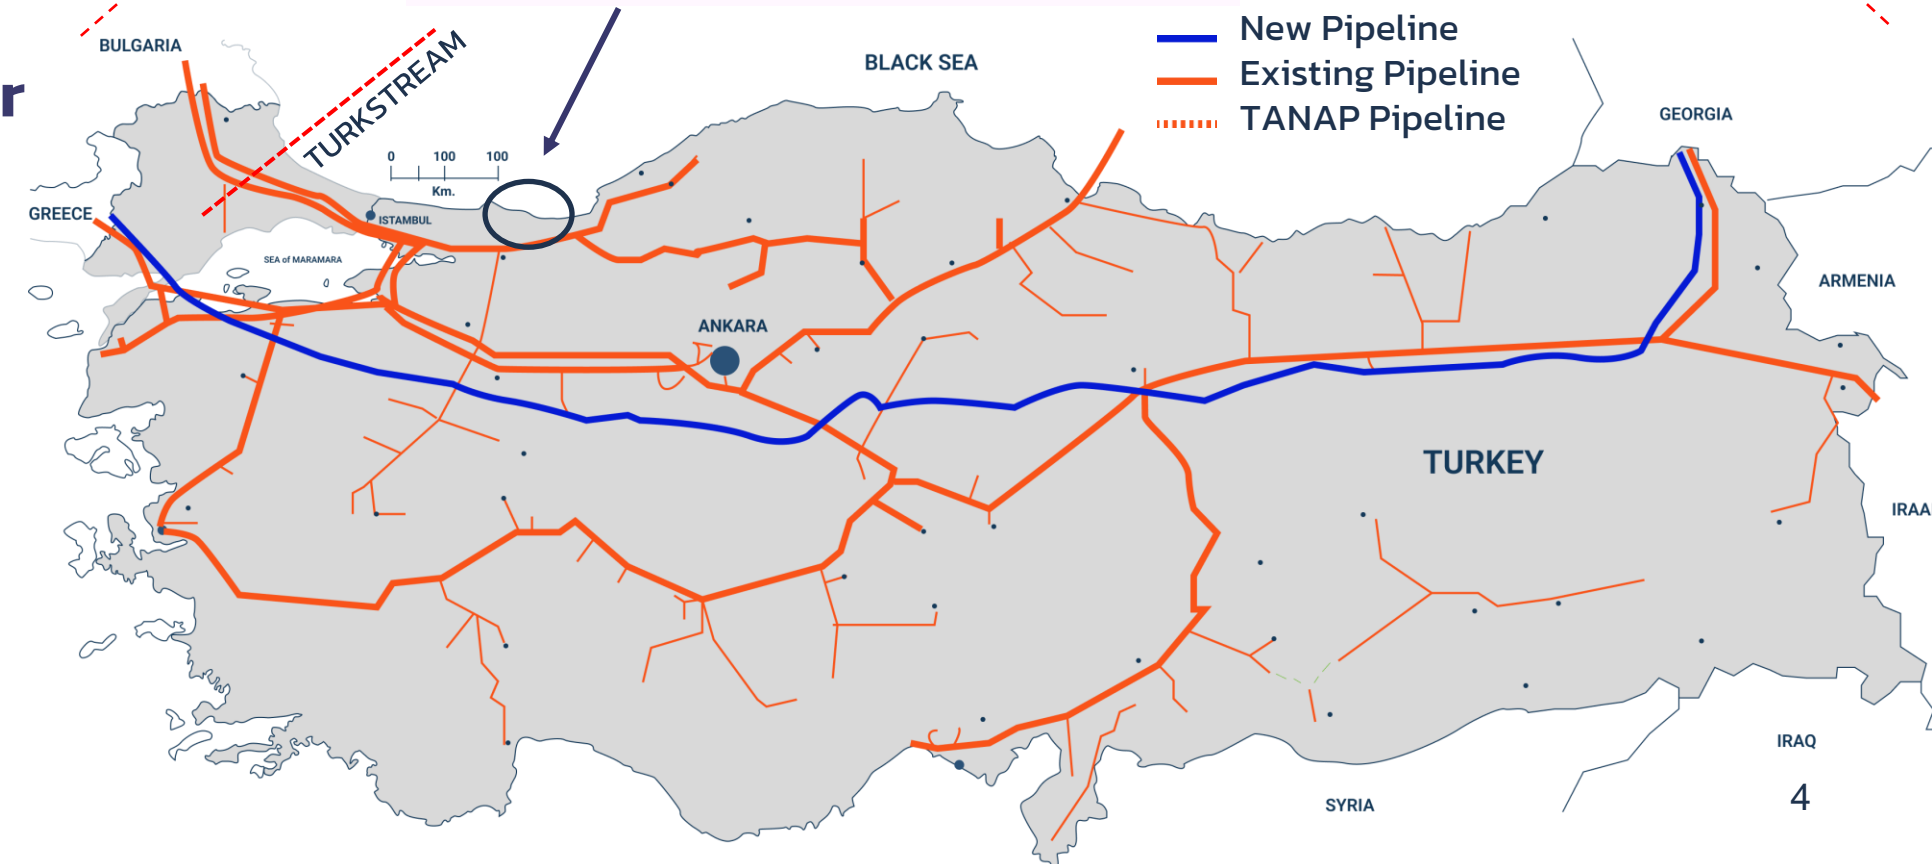 r
BULGARIA
TURKSTREAM
BLACK SEA
New Pipeline
Existing Pipeline
TANAP Pipeline
GEORGIA
0 100 100
Km.
GREECE
ISTAMBUL
SEA of MARAMARA
ARMENIA
ANKARA
TURKEY
IRAA
IRAQ
SYRIA
4